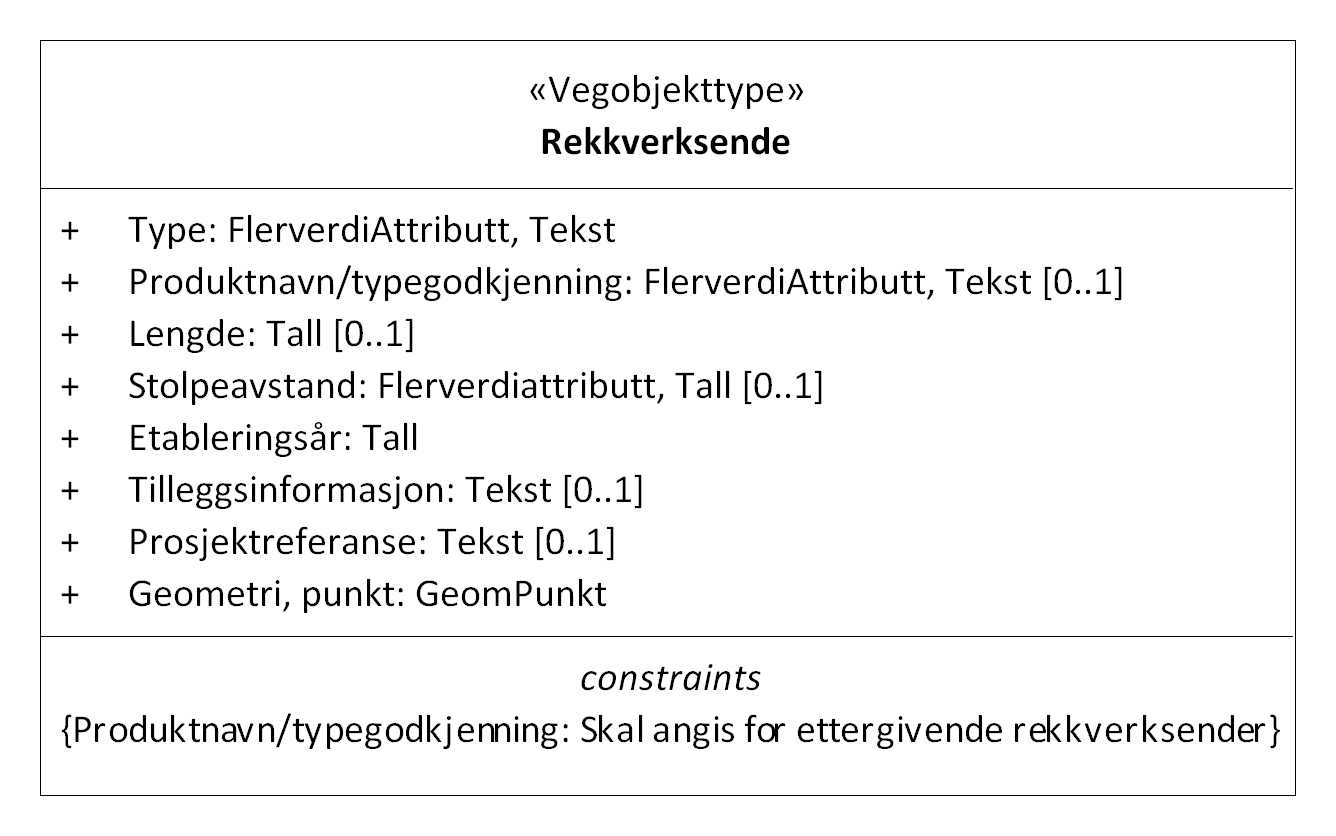 «Vegobjekttype»
Rekkverksende
+ Type: FlerverdiAttributt, Tekst
+ Produktnavn/typegodkjenning: FlerverdiAttributt, Tekst [0..1]
+ Lengde: Tall [0..1]
+ Stolpeavstand: Flerverdiattributt, Tall [0..1]
+ Etableringsår: Tall
+ Tilleggsinformasjon: Tekst [0..1]
+ Prosjektreferanse: Tekst [0..1]
+ Geometri, punkt: GeomPunkt
constraints
{Produktnavn/typegodkjenning: Skal angis for ettergivende rekkverksender}